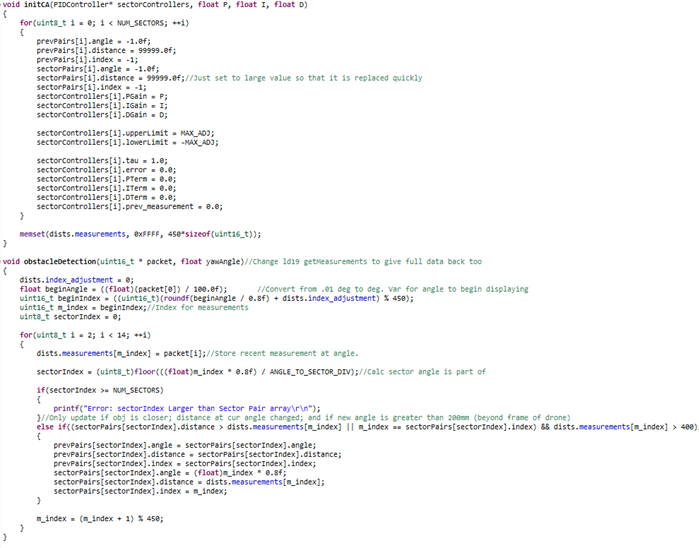 void initCA(PIDController* sectorControllers, float P, float I, float D)
{
for(uint8_t i = 0; i < NUM_SECTORS; ++i)
{
prevPairs[i].angle = -1.0f;
prevPairs[i].distance = 99999.0f;
prevPairs[i].index = -1;
sectorPairs[i].angle = -1.0f;
sectorPairs[i].distance = 99999.0f;//Just set to large value so that it is replaced quickly
sectorPairs[i].index = -1;
sectorControllers[i].PGain = P;
sectorControllers[i].IGain = I;
sectorControllers[i].DGain = D;
sectorControllers[i].upperLimit = MAX_ADJ;
sectorControllers[i].lowerLimit = -MAX_ADJ;
sectorControllers[i].tau = 1.0;
sectorControllers[i].error = 0.0;
sectorControllers[i].PTerm = 0.0;
sectorControllers[i].ITerm = 0.0;
sectorControllers[i].DTerm = 0.0;
sectorControllers[i].prev_measurement = 0.0;
}
memset(dists.measurements, 0xFFFF, 450*sizeof(uint16_t));
}
void obstacleDetection(uint16_t * packet, float yawAngle)//Change ld19 getMeasurements to give full data back too
{
dists.index_adjustment = 0;
float beginAngle = ((float)(packet[0]) / 100.0f); //Convert from .01 deg to deg. Var for angle to begin displaying
uint16_t beginIndex = ((uint16_t)(roundf(beginAngle / 0.8f) + dists.index_adjustment) % 450);
uint16_t m_index = beginIndex;//Index for measurements
uint8_t sectorIndex = 0;
for(uint8_t i = 2; i < 14; ++i)
{
dists.measurements[m_index] = packet[i];//Store recent measurement at angle.
sectorIndex = (uint8_t)floor(((float)m_index * 0.8f) / ANGLE_TO_SECTOR_DIV);//Calc sector angle is part of
if(sectorIndex >= NUM_SECTORS)
{
printf("Error: sectorIndex Larger than Sector Pair array\r\n");
}//Only update if obj is closer; distance at cur angle changed; and if new angle is greater than 200mm (beyond frame of drone)
else if((sectorPairs[sectorIndex].distance > dists.measurements[m_index] || m_index == sectorPairs[sectorIndex].index) && dists.measurements[m_index] > 400)
{
prevPairs[sectorIndex].angle = sectorPairs[sectorIndex].angle;
prevPairs[sectorIndex].distance = sectorPairs[sectorIndex].distance;
prevPairs[sectorIndex].index = sectorPairs[sectorIndex].index;
sectorPairs[sectorIndex].angle = (float)m_index * 0.8f;
sectorPairs[sectorIndex].distance = dists.measurements[m_index];
sectorPairs[sectorIndex].index = m_index;
}
m_index = (m_index + 1) % 450;
}
}